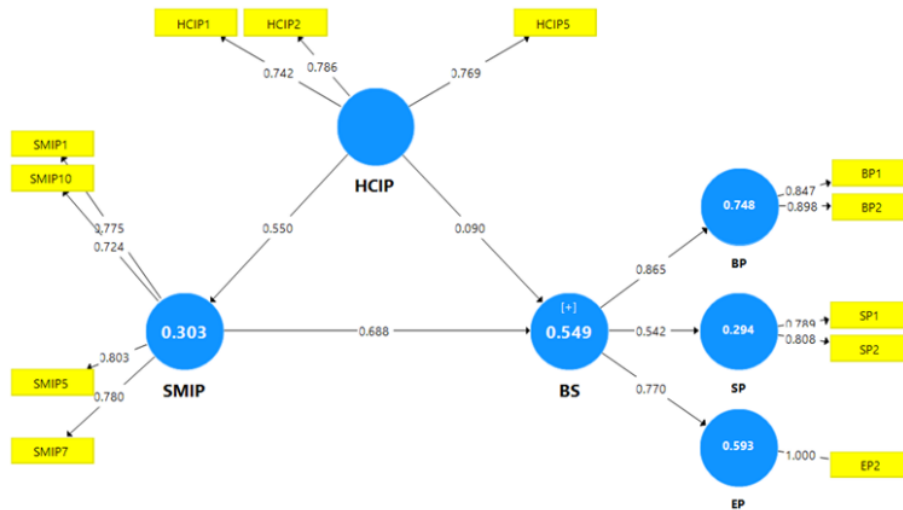 HCIP1
HCIP2
HCIP5
0.742
0.786
0.769
HCIP
SMIP1
SMIP10
0.775
0.724
0.550
0.090
BP1
0.847
0.898
BP2
0.748
BP
0.865
0.303
SMIP
0.688
[+]
0.549
BS
0.542
0.294
SP
SP1
0.789
0.808
SP2
0.803
SMIP5
0.780
SMIP7
0.770
0.593
EP
1.000
EP2